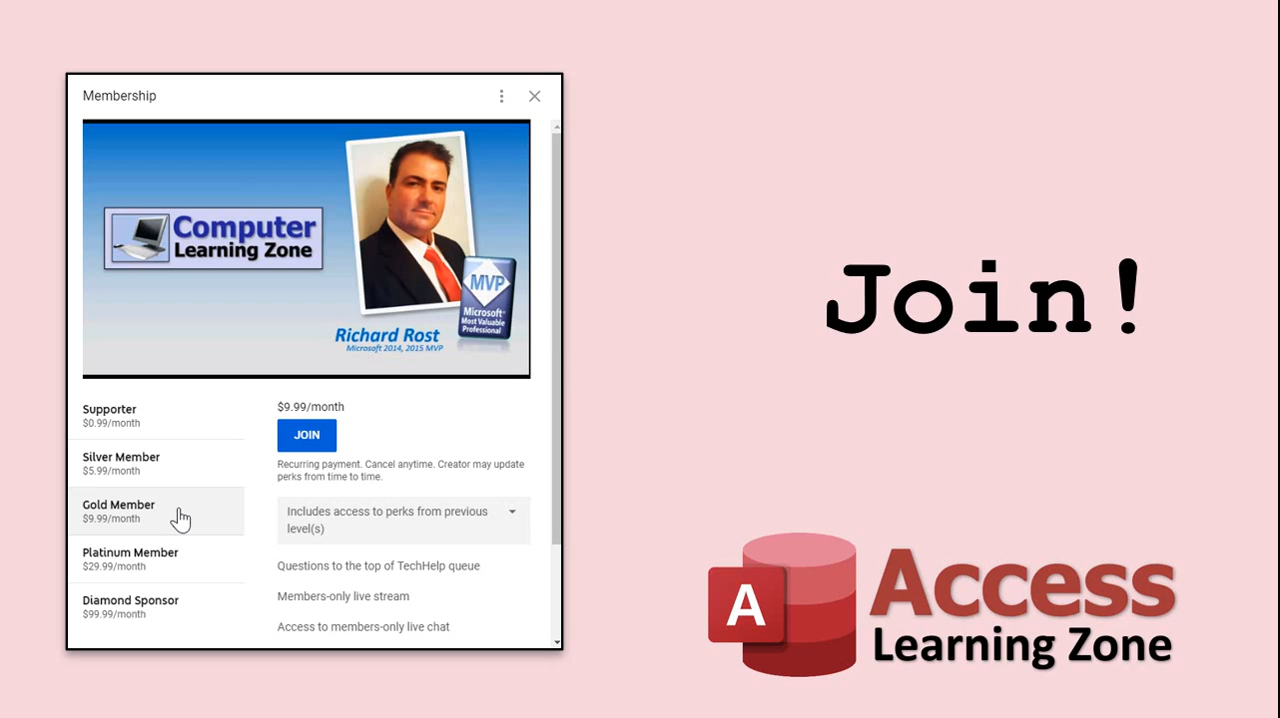 Membership
Computer
Learning Zone
MVP
Microsoft®
Most Valuable
Professional
Richard Rost
Microsoft 2014, 2015 MVP
Supporter
$0.99/month
Silver Member
$5.99/month
Gold Member
$9.99/month
Platinum Member
$29.99/month
Diamond Sponsor
$99.99/month
$9.99/month
JOIN
Recurring payment. Cancel anytime. Creator may update
perks from time to time.
Includes access to perks from previous
level(s)
Questions to the top of TechHelp queue
Members-only live stream
Access to members-only live chat
Join!
A
Access
Learning Zone